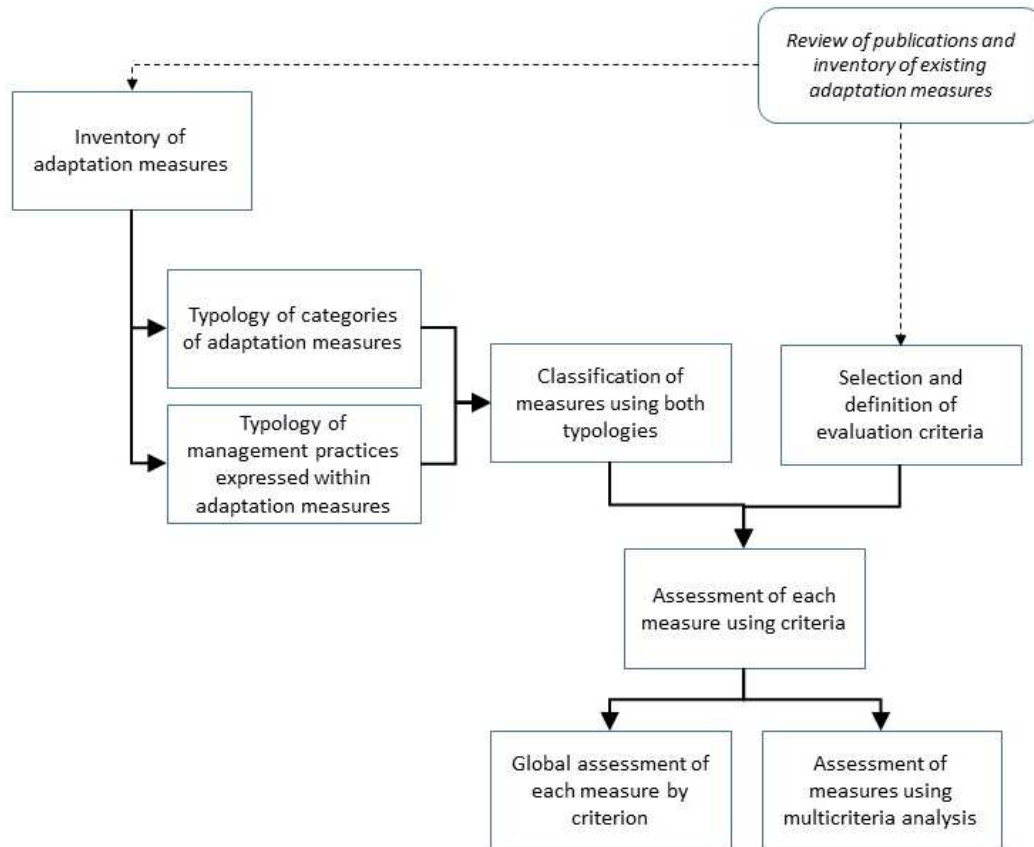 Review of publications and
inventory of existing
adaptation measures
Inventory of
adaptation measures
Typology of categories
of adaptation measures
Typology of
management practices
expressed within
adaptation measures
Classification of
measures using both
typologies
Selection and
definition of
evaluation criteria
Assessment of each
measure using criteria
Global assessment of
each measure by
criterion
Assessment of
measures using
multicriteria analysis